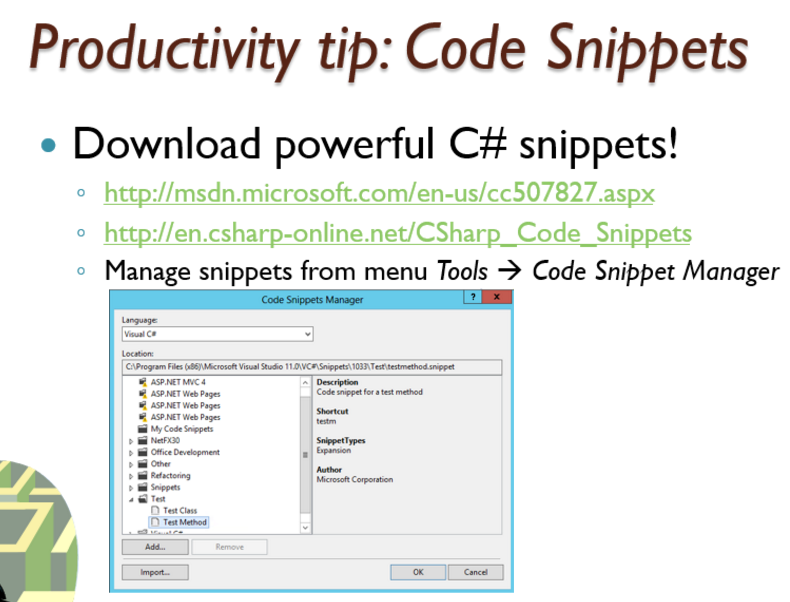 Productivity tip: Code Snippets
Download powerful C# snippets!
http://msdn.microsoft.com/en-us/cc507827.aspx
http://en.csharp-online.net/CSharp_Code_Snippets
Manage snippets from menu Tools → Code Snippet Manager
Code Snippets Manager
? x
Language:
Visual C#
Location:
C:\Program Files (x86)\Microsoft Visual Studio 11.0\VC#\Snippets\1033\Test\testmethod.snippet
ASP.NET MVC 4
ASP.NET Web Pages
ASP.NET Web Pages
ASP.NET Web Pages
My Code Snippets
NetFX30
Office Development
Other
Refactoring
Snippets
Test
Test Class
Test Method
Visual C#
Description
Code snippet for a test method
Shortcut
testm
SnippetTypes
Expansion
Author
Microsoft Corporation
Add...
Remove
Import...
OK
Cancel